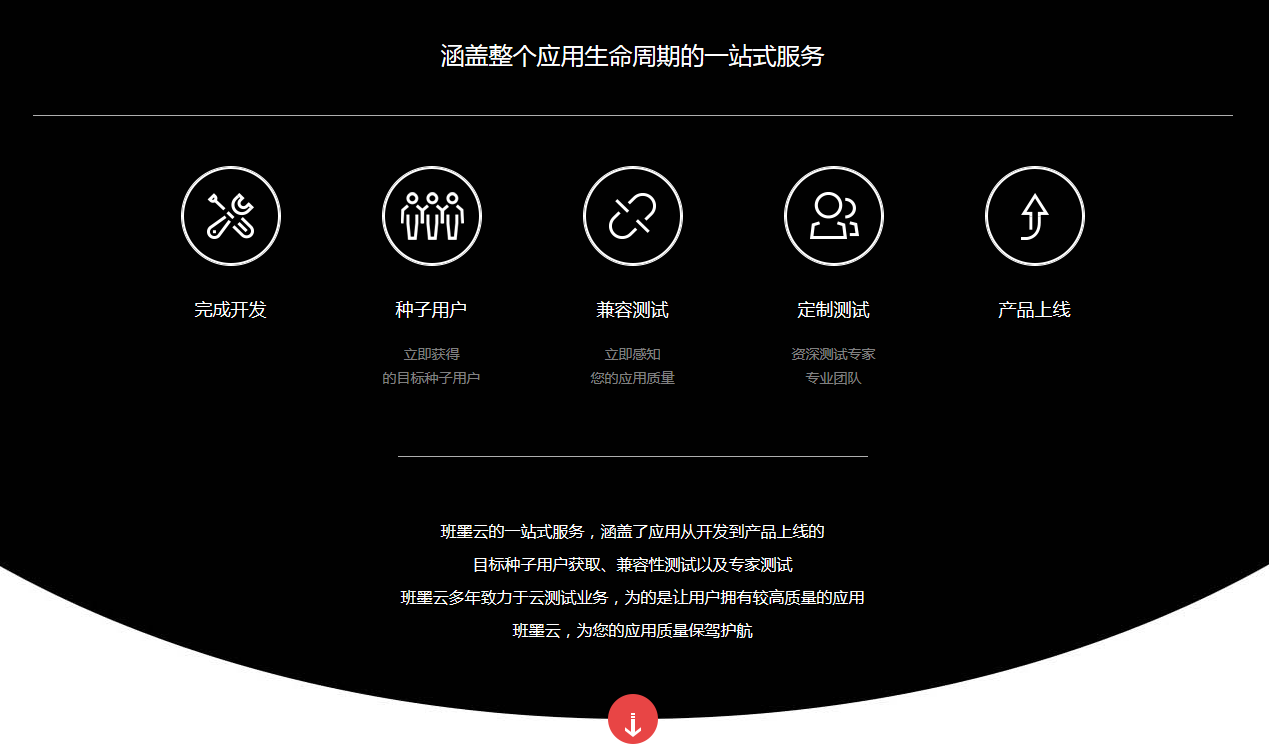 涵盖整个应用生命周期的一站式服务
完成开发
种子用户
兼容测试
定制测试
产品上线
立即获得
的目标种子用户
立即感知
您的应用质量
资深测试专家
专业团队
班墨云的一站式服务，涵盖了应用从开发到产品上线的
目标种子用户获取、兼容性测试以及专家测试
班墨云多年致力于云测试业务，为的是让用户拥有较高质量的应用
班墨云，为您的应用质量保驾护航